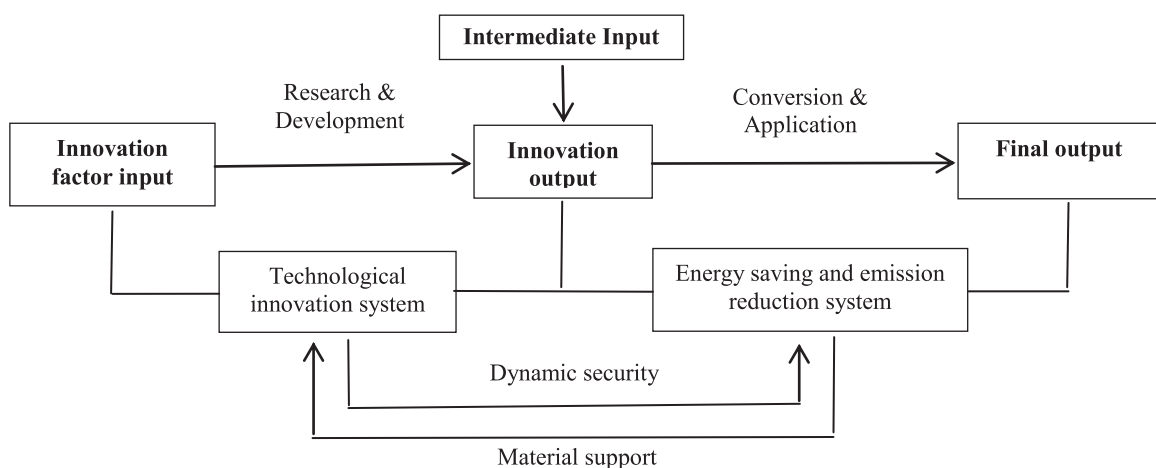 Intermediate Input
Research &
Development
Conversion &
Application
Innovation
factor input
Innovation
output
Final output
Technological
innovation system
Energy saving and emission
reduction system
Dynamic security
Material support